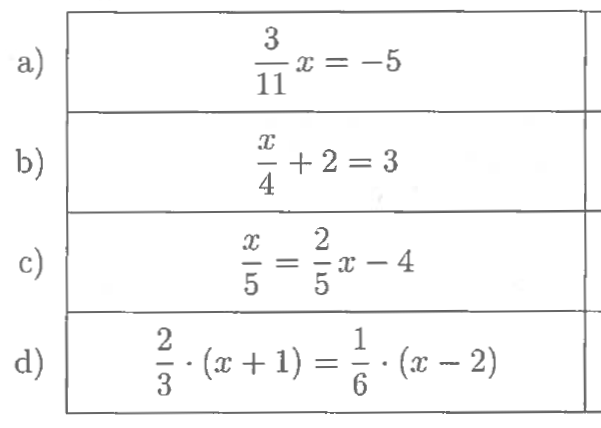 a) 3/11 x = −5
b) x/4 + 2 = 3
c) x/5 = 2/5 x − 4
d) 2/3 · (x + 1) = 1/6 · (x − 2)